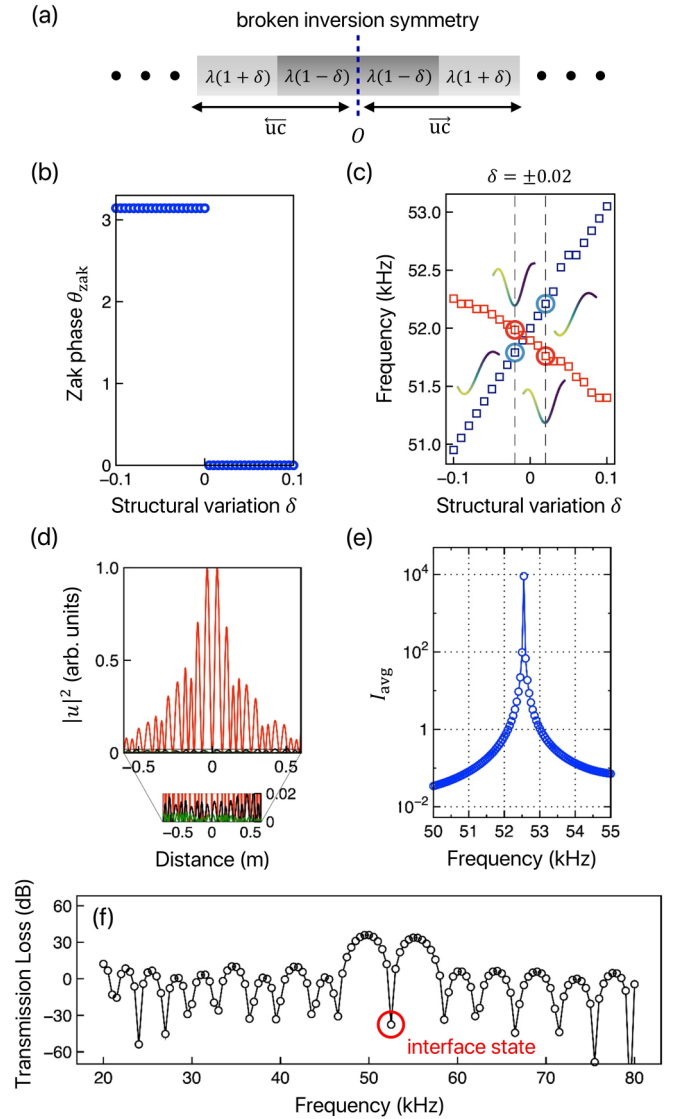 (a)
broken inversion symmetry
λ(1 + δ) λ(1 − δ) λ(1 − δ) λ(1 + δ)
uc O uc
(b)
Zak phase θzak
3
2
1
0
−0.1 0 0.1
Structural variation δ
(c)
δ = ±0.02
Frequency (kHz)
53.0
52.5
52.0
51.5
51.0
−0.1 0 0.1
Structural variation δ
(d)
|u|² (arb. units)
1.0
0.5
0
−0.5 0 0.5
0.02
0
−0.5 0 0.5
Distance (m)
(e)
Iavg
10⁴
10²
1
10⁻²
50 51 52 53 54 55
Frequency (kHz)
(f)
Transmission Loss (dB)
60
30
0
−30
−60
interface state
20 30 40 50 60 70 80
Frequency (kHz)